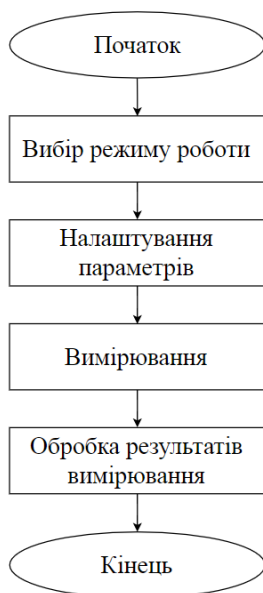 Початок
Вибір режиму роботи
Налаштування
параметрів
Вимірювання
Обробка результатів
вимірювання
Кінець